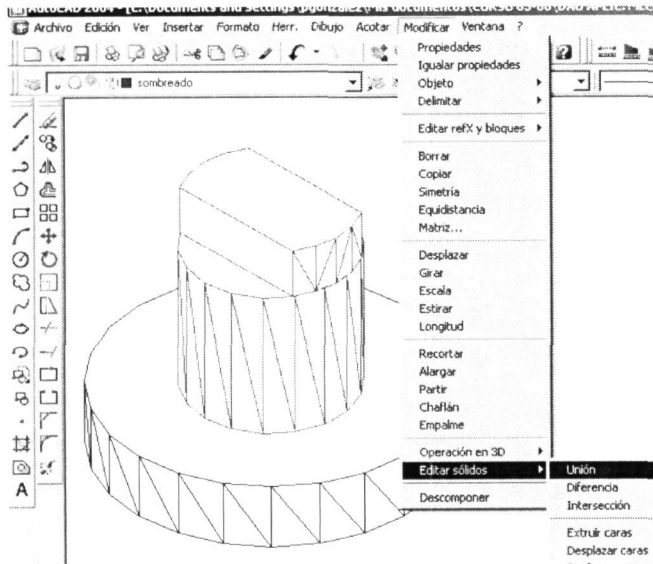 Archivo Edición Ver Insertar Formato Herr. Dibujo Acotar Modificar Ventana ?
sombreado
Propiedades
Igualar propiedades
Objeto
Delimitar
Editar refX y bloques
Borrar
Copiar
Simetría
Equidistancia
Matriz...
Desplazar
Girar
Escala
Estirar
Longitud
Recortar
Alargar
Partir
Chaflán
Empalme
Operación en 3D
Editar sólidos
Descomponer
Unión
Diferencia
Intersección
Extruir caras
Desplazar caras
A